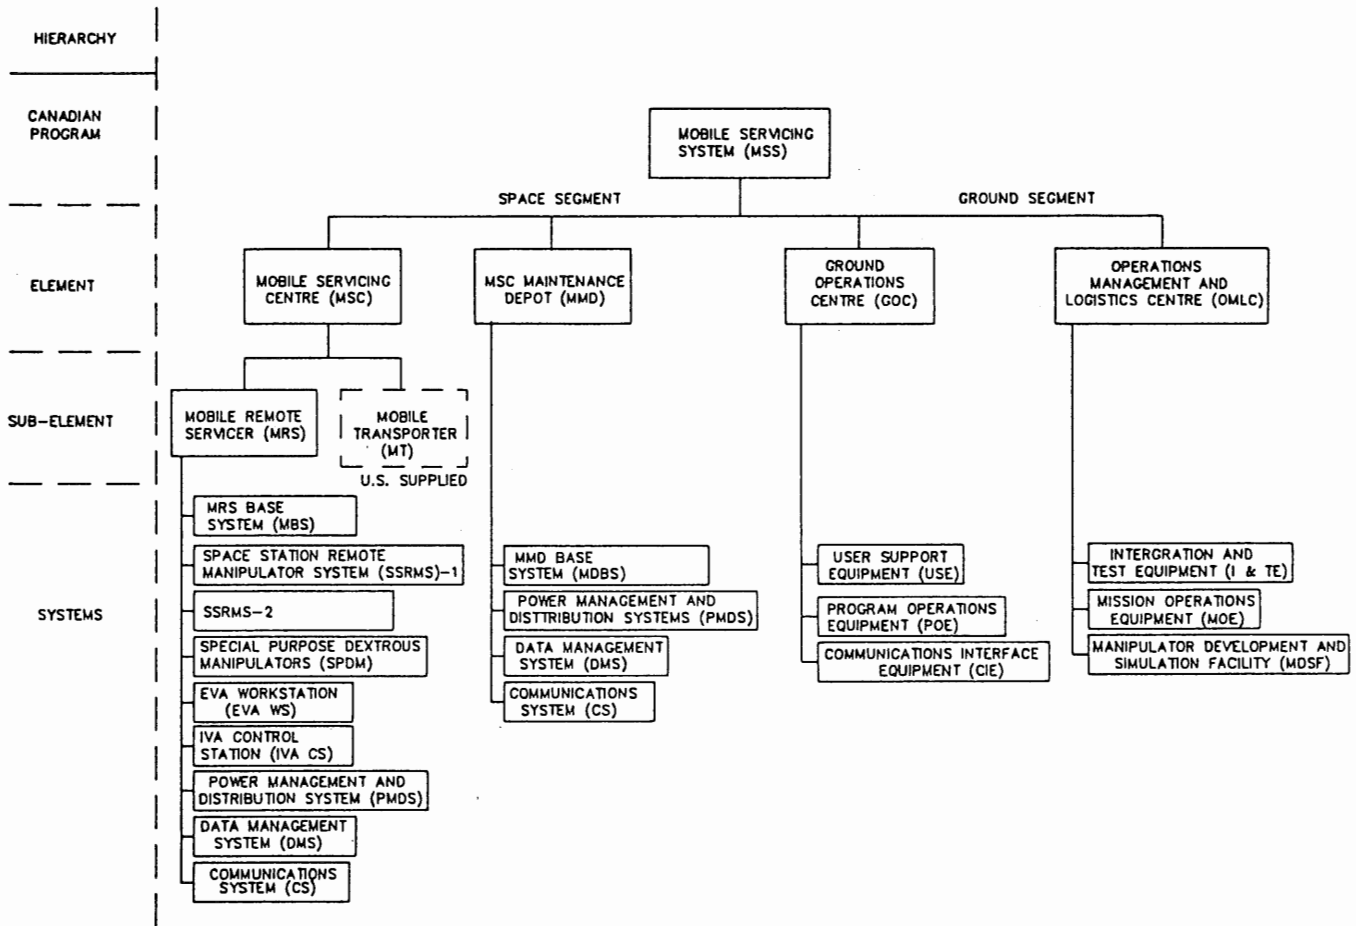 HIERARCHY
CANADIAN
PROGRAM
MOBILE SERVICING
SYSTEM (MSS)
SPACE SEGMENT
GROUND SEGMENT
ELEMENT
MOBILE SERVICING
CENTRE (MSC)
MSC MAINTENANCE
DEPOT (MMD)
GROUND
OPERATIONS
CENTRE (GOC)
OPERATIONS
MANAGEMENT AND
LOGISTICS CENTRE (OMLC)
SUB-ELEMENT
MOBILE REMOTE
SERVICER (MRS)
MOBILE
TRANSPORTER
(MT)
U.S. SUPPLIED
SYSTEMS
MRS BASE
SYSTEM (MBS)
SPACE STATION REMOTE
MANIPULATOR SYSTEM (SSRMS)-1
SSRMS-2
SPECIAL PURPOSE DEXTROUS
MANIPULATORS (SPDM)
EVA WORKSTATION
(EVA WS)
IVA CONTROL
STATION (IVA CS)
POWER MANAGEMENT AND
DISTRIBUTION SYSTEM (PMDS)
DATA MANAGEMENT
SYSTEM (DMS)
COMMUNICATIONS
SYSTEM (CS)
MMD BASE
SYSTEM (MDBS)
POWER MANAGEMENT AND
DISTTRIBUTION SYSTEMS (PMDS)
DATA MANAGEMENT
SYSTEM (DMS)
COMMUNICATIONS
SYSTEM (CS)
USER SUPPORT
EQUIPMENT (USE)
PROGRAM OPERATIONS
EQUIPMENT (POE)
COMMUNICATIONS INTERFACE
EQUIPMENT (CIE)
INTERGRATION AND
TEST EQUIPMENT (I & TE)
MISSION OPERATIONS
EQUIPMENT (MOE)
MANIPULATOR DEVELOPMENT AND
SIMULATION FACILITY (MDSF)